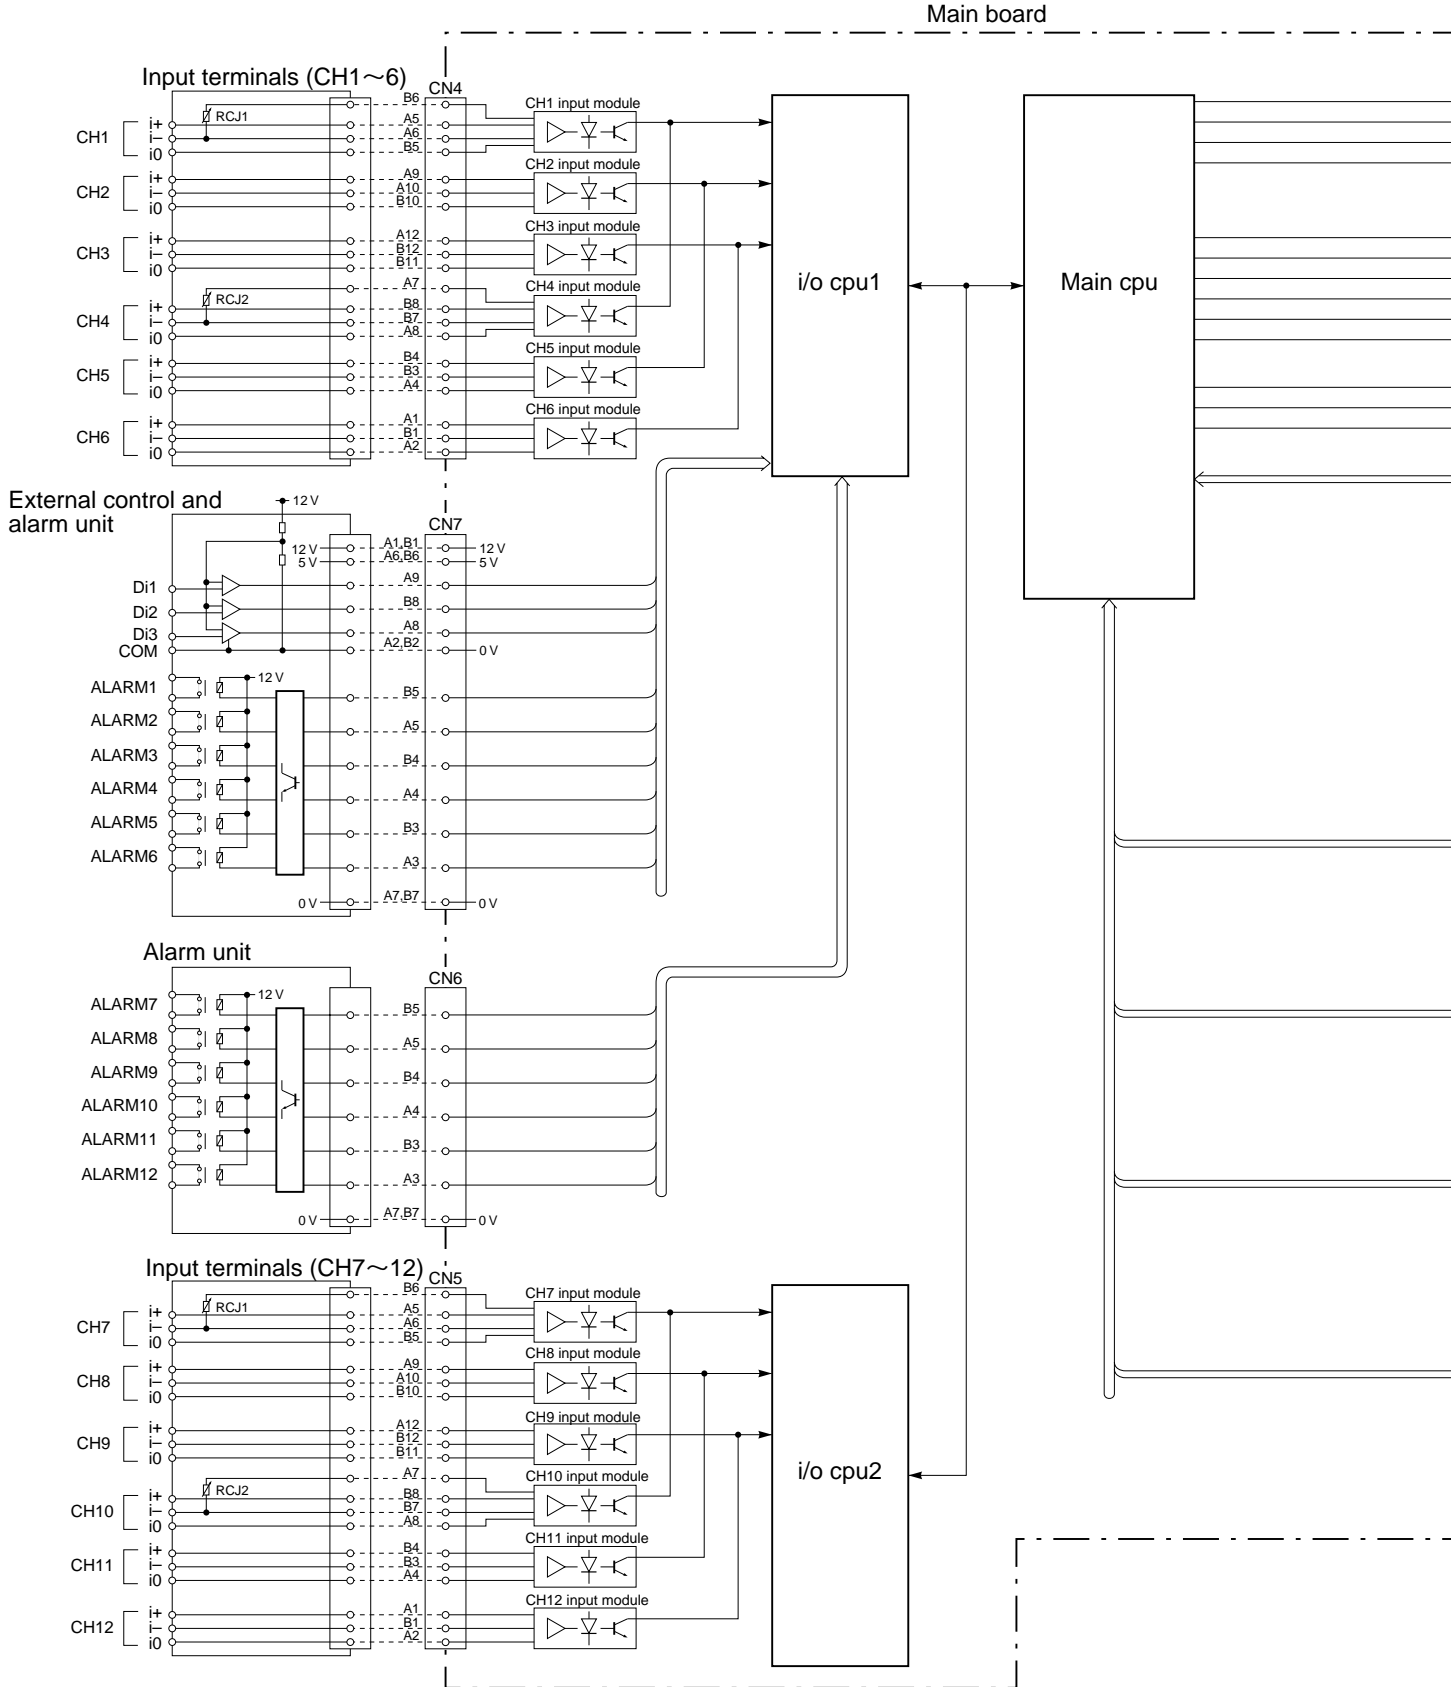 Main board
Input terminals (CH1～6)
CN4
RCJ1
CH1
i+
i−
i0
B6
A5
A6
B5
CH1 input module
CH2
i+
i−
i0
A9
A10
B10
CH2 input module
CH3
i+
i−
i0
A12
B12
B11
CH3 input module
RCJ2
CH4
i+
i−
i0
A7
B8
B7
A8
CH4 input module
CH5
i+
i−
i0
B4
B3
A4
CH5 input module
CH6
i+
i−
i0
A1
B1
A2
CH6 input module
i/o cpu1
Main cpu
External control and
alarm unit
12 V
CN7
12 V
A1,B1
12 V
5 V
A6,B6
5 V
Di1
A9
Di2
B8
Di3
A8
COM
A2,B2
0 V
12 V
ALARM1
B5
ALARM2
A5
ALARM3
B4
ALARM4
A4
ALARM5
B3
ALARM6
A3
0 V
A7,B7
0 V
Alarm unit
CN6
12 V
ALARM7
B5
ALARM8
A5
ALARM9
B4
ALARM10
A4
ALARM11
B3
ALARM12
A3
0 V
A7,B7
0 V
Input terminals (CH7～12)
CN5
RCJ1
CH7
i+
i−
i0
B6
A5
A6
B5
CH7 input module
CH8
i+
i−
i0
A9
A10
B10
CH8 input module
CH9
i+
i−
i0
A12
B12
B11
CH9 input module
RCJ2
CH10
i+
i−
i0
A7
B8
B7
A8
CH10 input module
CH11
i+
i−
i0
B4
B3
A4
CH11 input module
CH12
i+
i−
i0
A1
B1
A2
CH12 input module
i/o cpu2